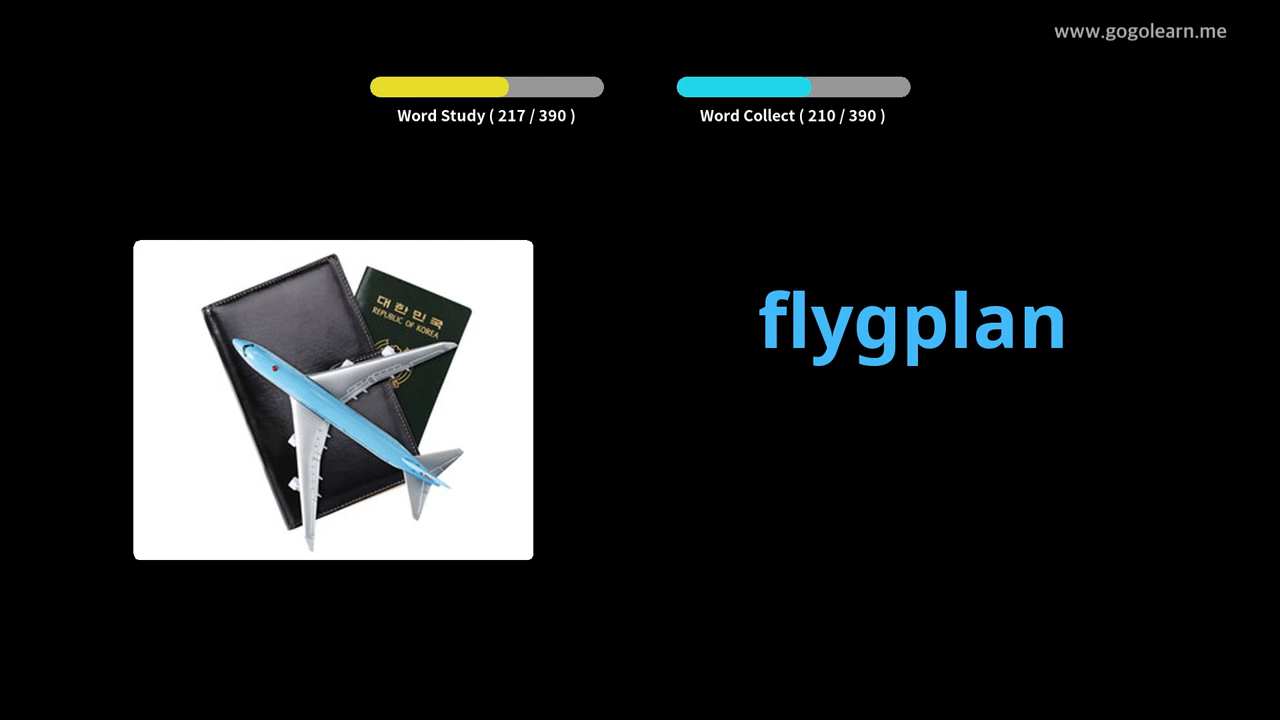 www.gogolearn.me
Word Study ( 217 / 390 )
Word Collect ( 210 / 390 )
대한민국
REPUBLIC OF KOREA
flygplan